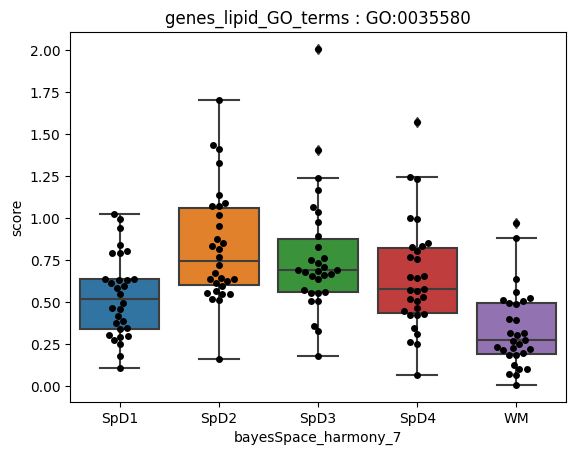 genes_lipid_GO_terms : GO:0035580
2.00
1.75
1.50
1.25
1.00
0.75
0.50
0.25
0.00
score
SpD1 SpD2 SpD3 SpD4 WM
bayesSpace_harmony_7